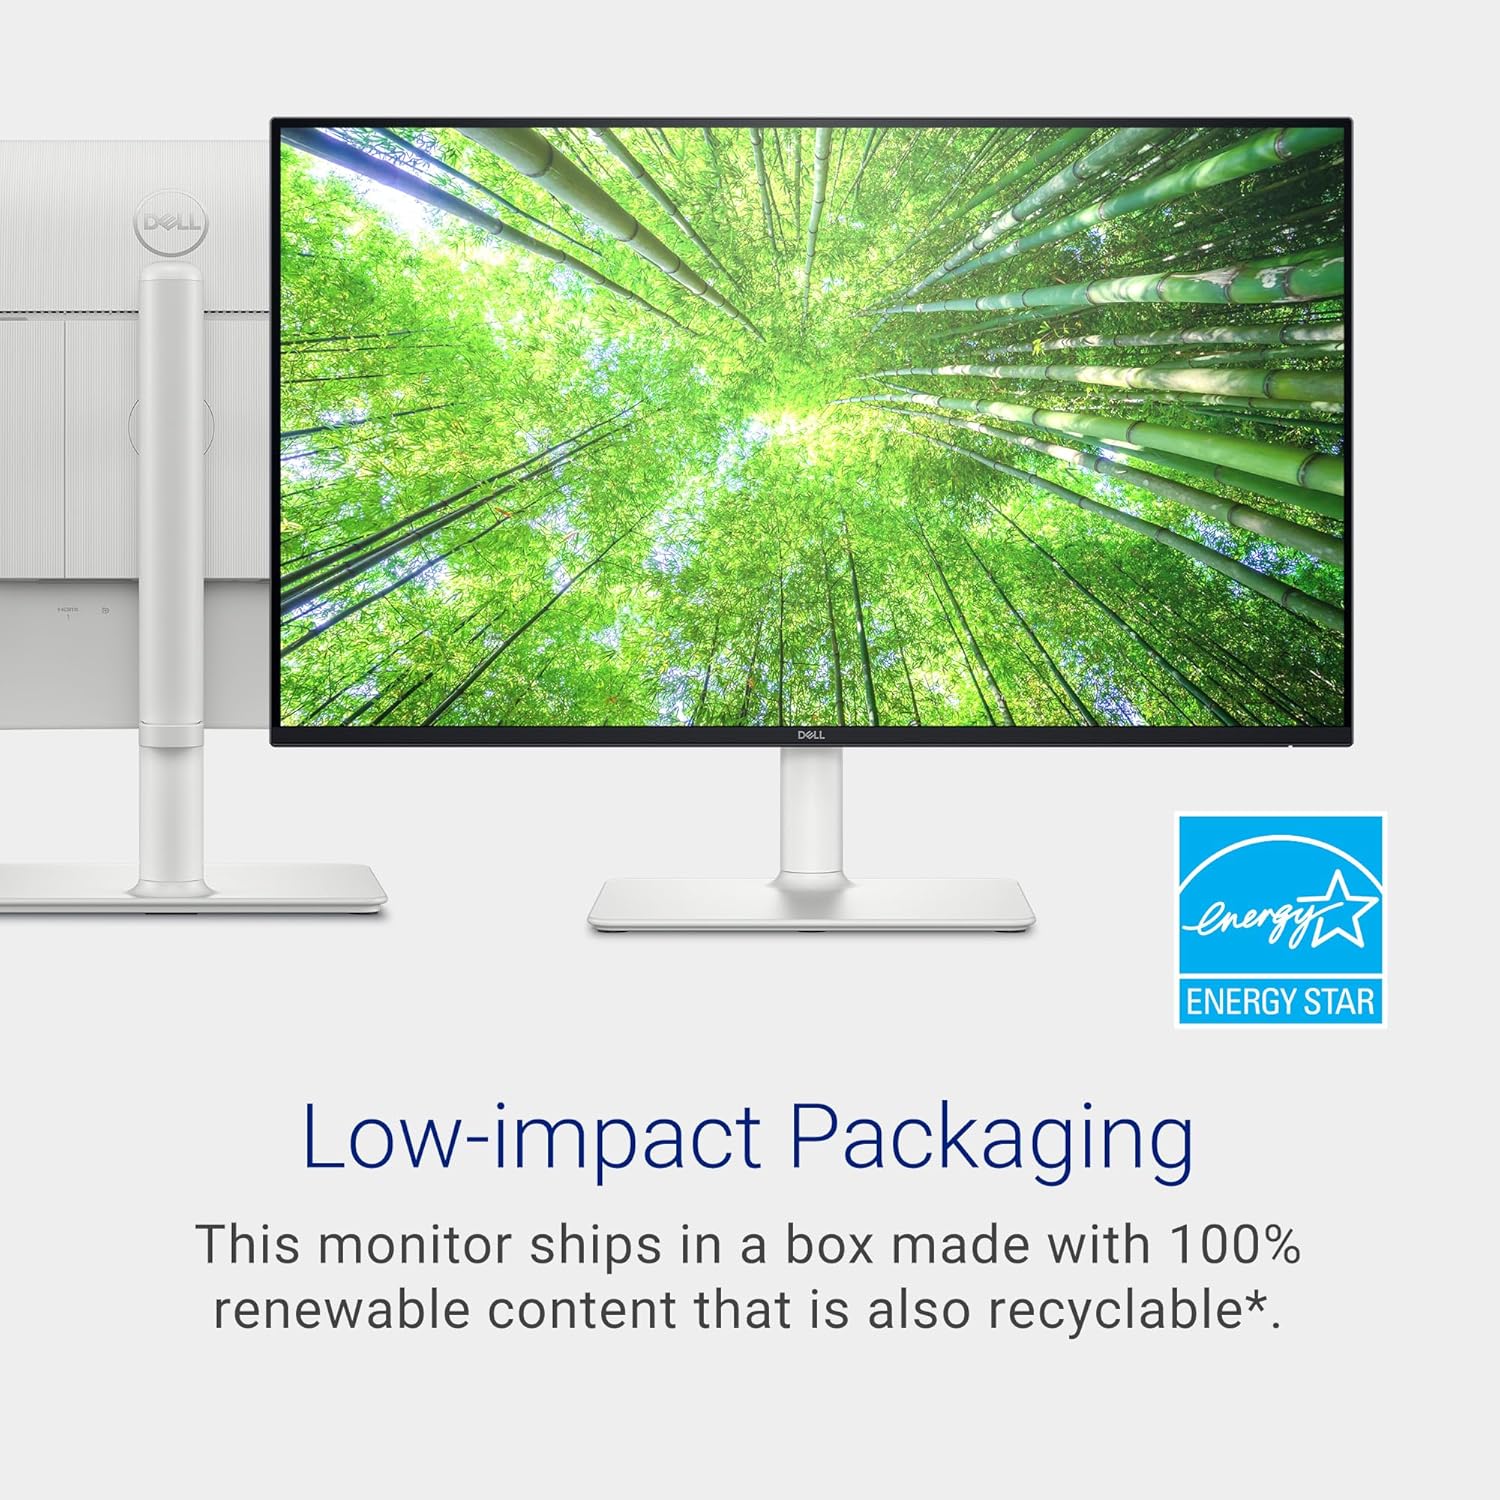 DELL
HDMI
1
DELL
energy
ENERGY STAR
Low-impact Packaging
This monitor ships in a box made with 100%
renewable content that is also recyclable*.